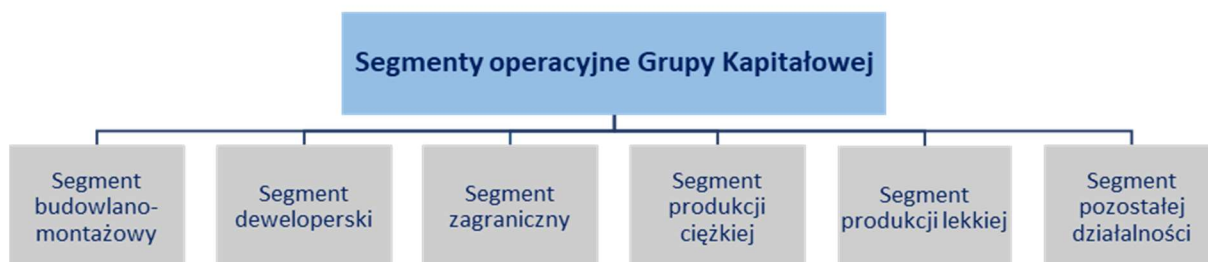 Segmenty operacyjne Grupy Kapitałowej
Segment
budowlano-
montażowy
Segment
deweloperski
Segment
zagraniczny
Segment
produkcji
ciężkiej
Segment
produkcji lekkiej
Segment
pozostałej
działalności